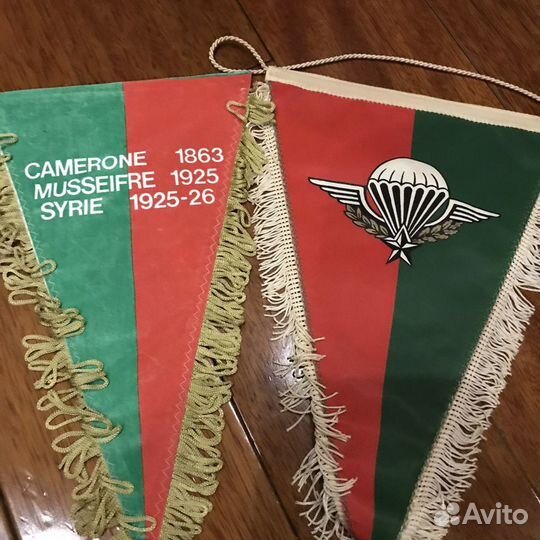 CAMERONE 1863
MUSSEIFRE 1925
SYRIE 1925-26
Avito